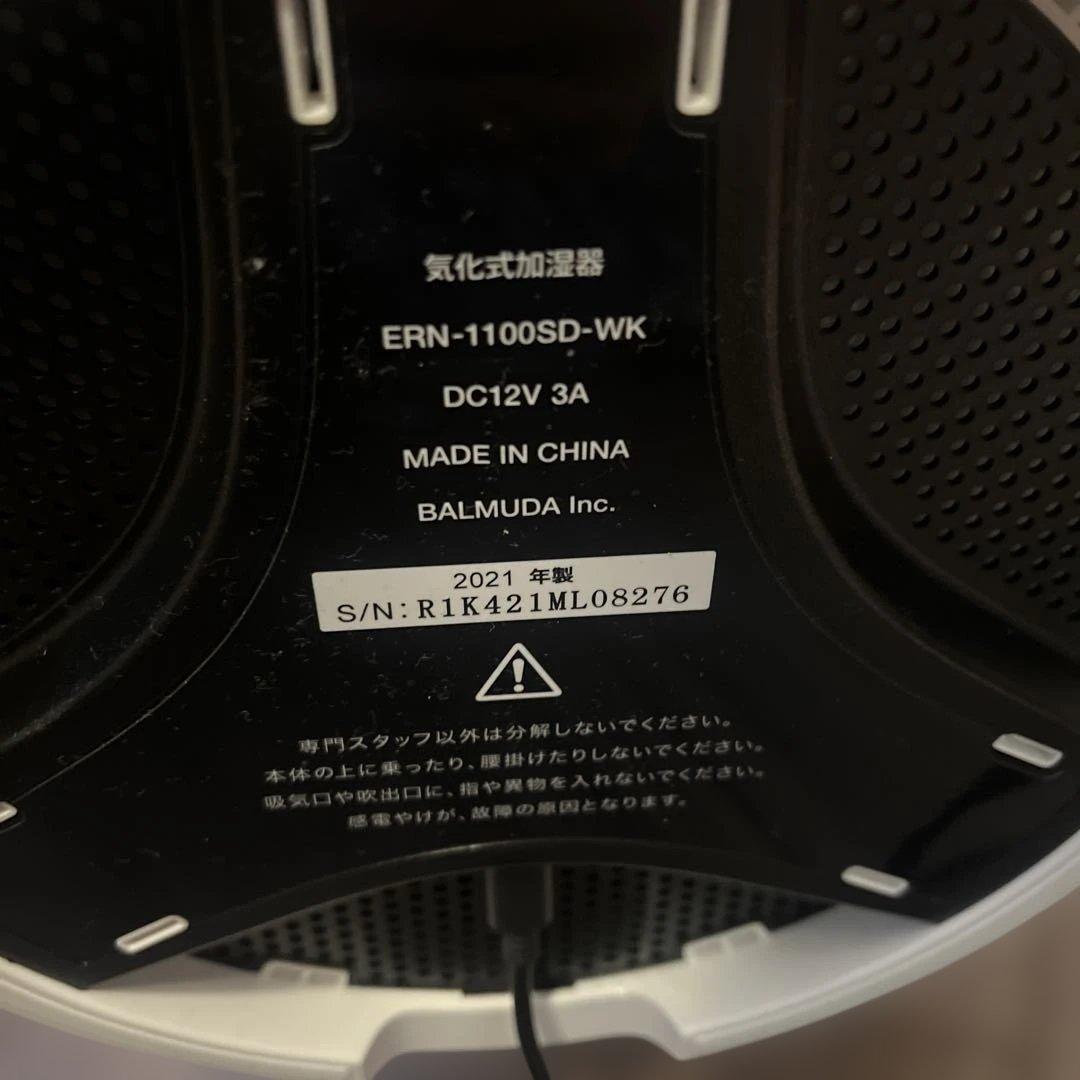 気化式加湿器
ERN-1100SD-WK
DC12V 3A
MADE IN CHINA
BALMUDA Inc.
2021 年製
S/N: R1K421ML08276
専門スタッフ以外は分解しないでください。
本体の上に乗ったり、腰掛けたりしないでください。
吸気口や吹出口に、指や異物を入れないでください。
感電やけが、故障の原因となります。